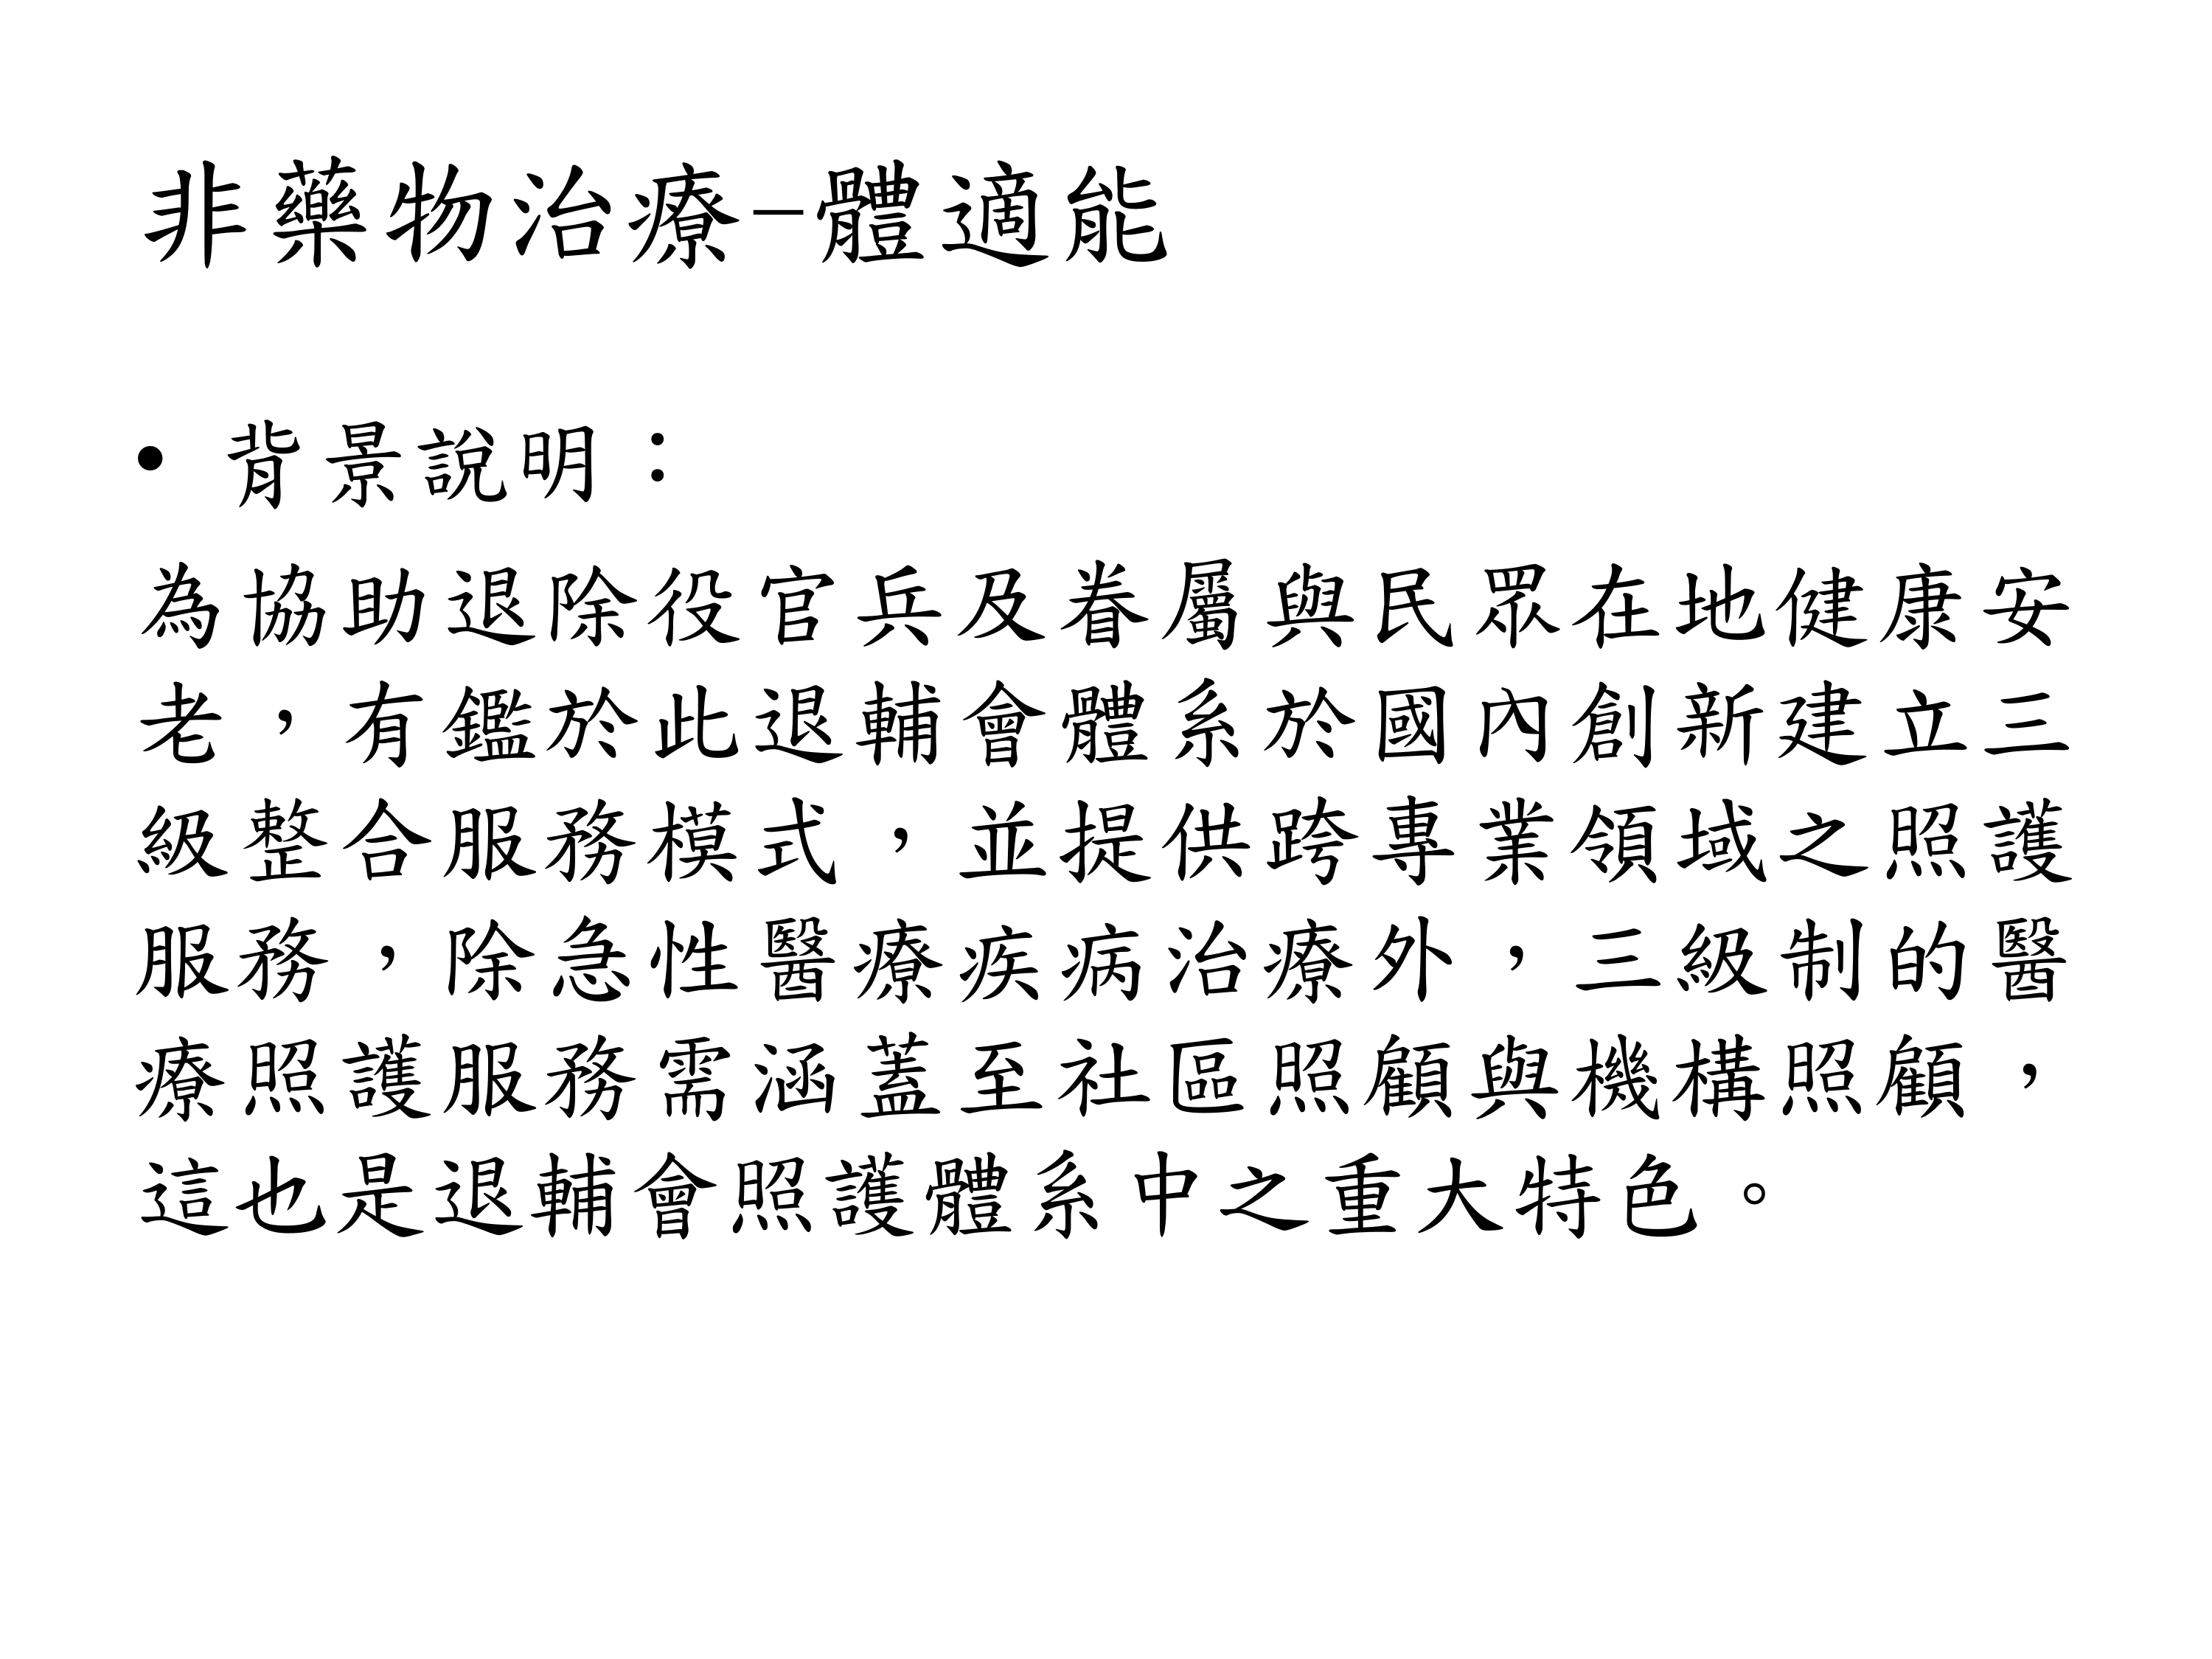 非藥物治療–體適能
• 背景說明：
為協助退除役官兵及眷屬與民眾在地健康安
老，有鑑於此退輔會體系於國內創新建立三
級整合服務模式，並提供跨專業領域之照護
服務，除急性醫療疾病治療外，三級制的醫
療照護服務需涵蓋至社區照顧與機構照顧，
這也是退輔會照護體系中之重大特色。